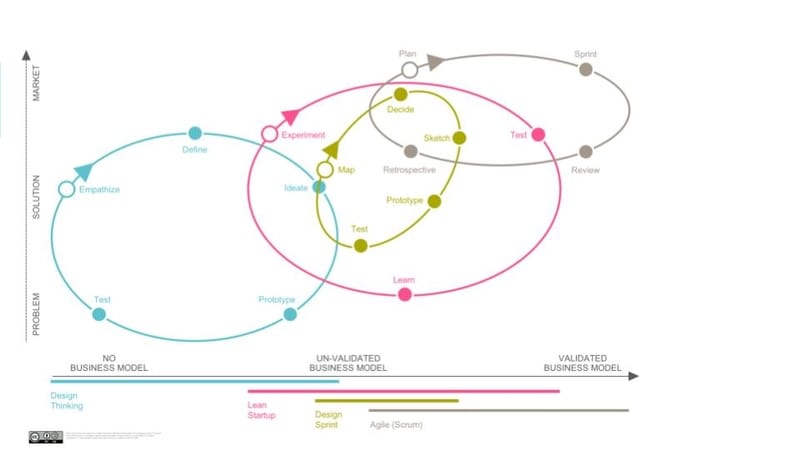 Plan
Sprint
MARKET
Decide
Experiment
Test
Define
Sketch
Map
Retrospective
Review
SOLUTION
Empathize
Ideate
Prototype
Test
Learn
Test
Prototype
PROBLEM
NO
BUSINESS MODEL
UN-VALIDATED
BUSINESS MODEL
VALIDATED
BUSINESS MODEL
Design
Thinking
Lean
Startup
Design
Sprint
Agile (Scrum)